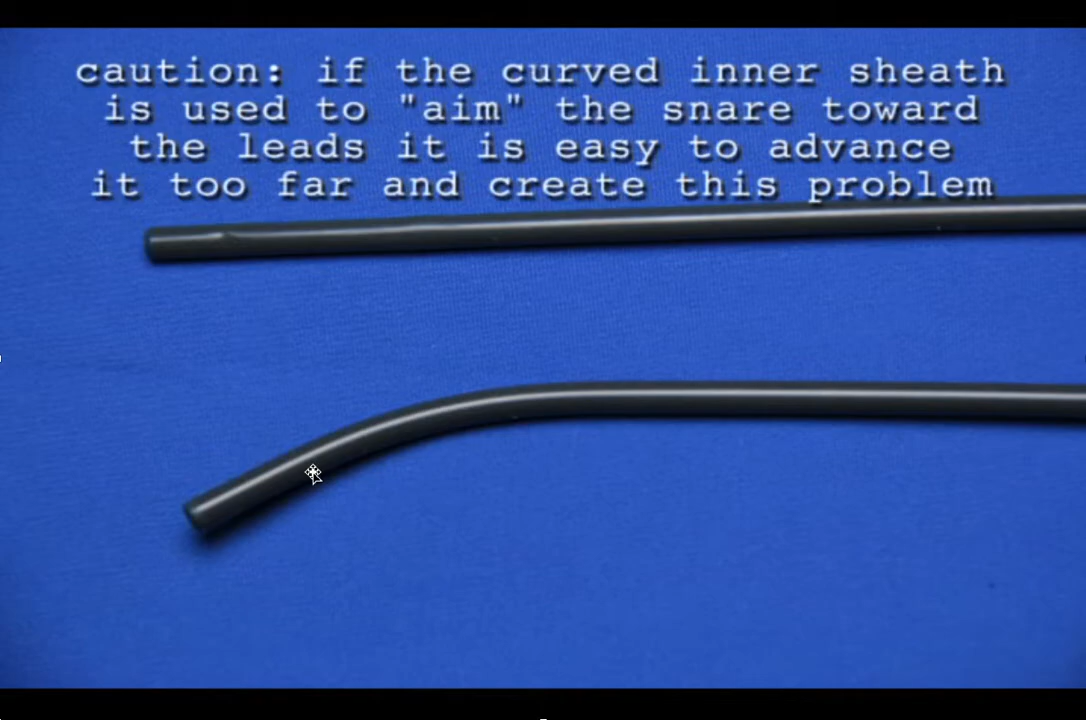 caution: if the curved inner sheath
is used to "aim" the snare toward
the leads it is easy to advance
it too far and create this problem